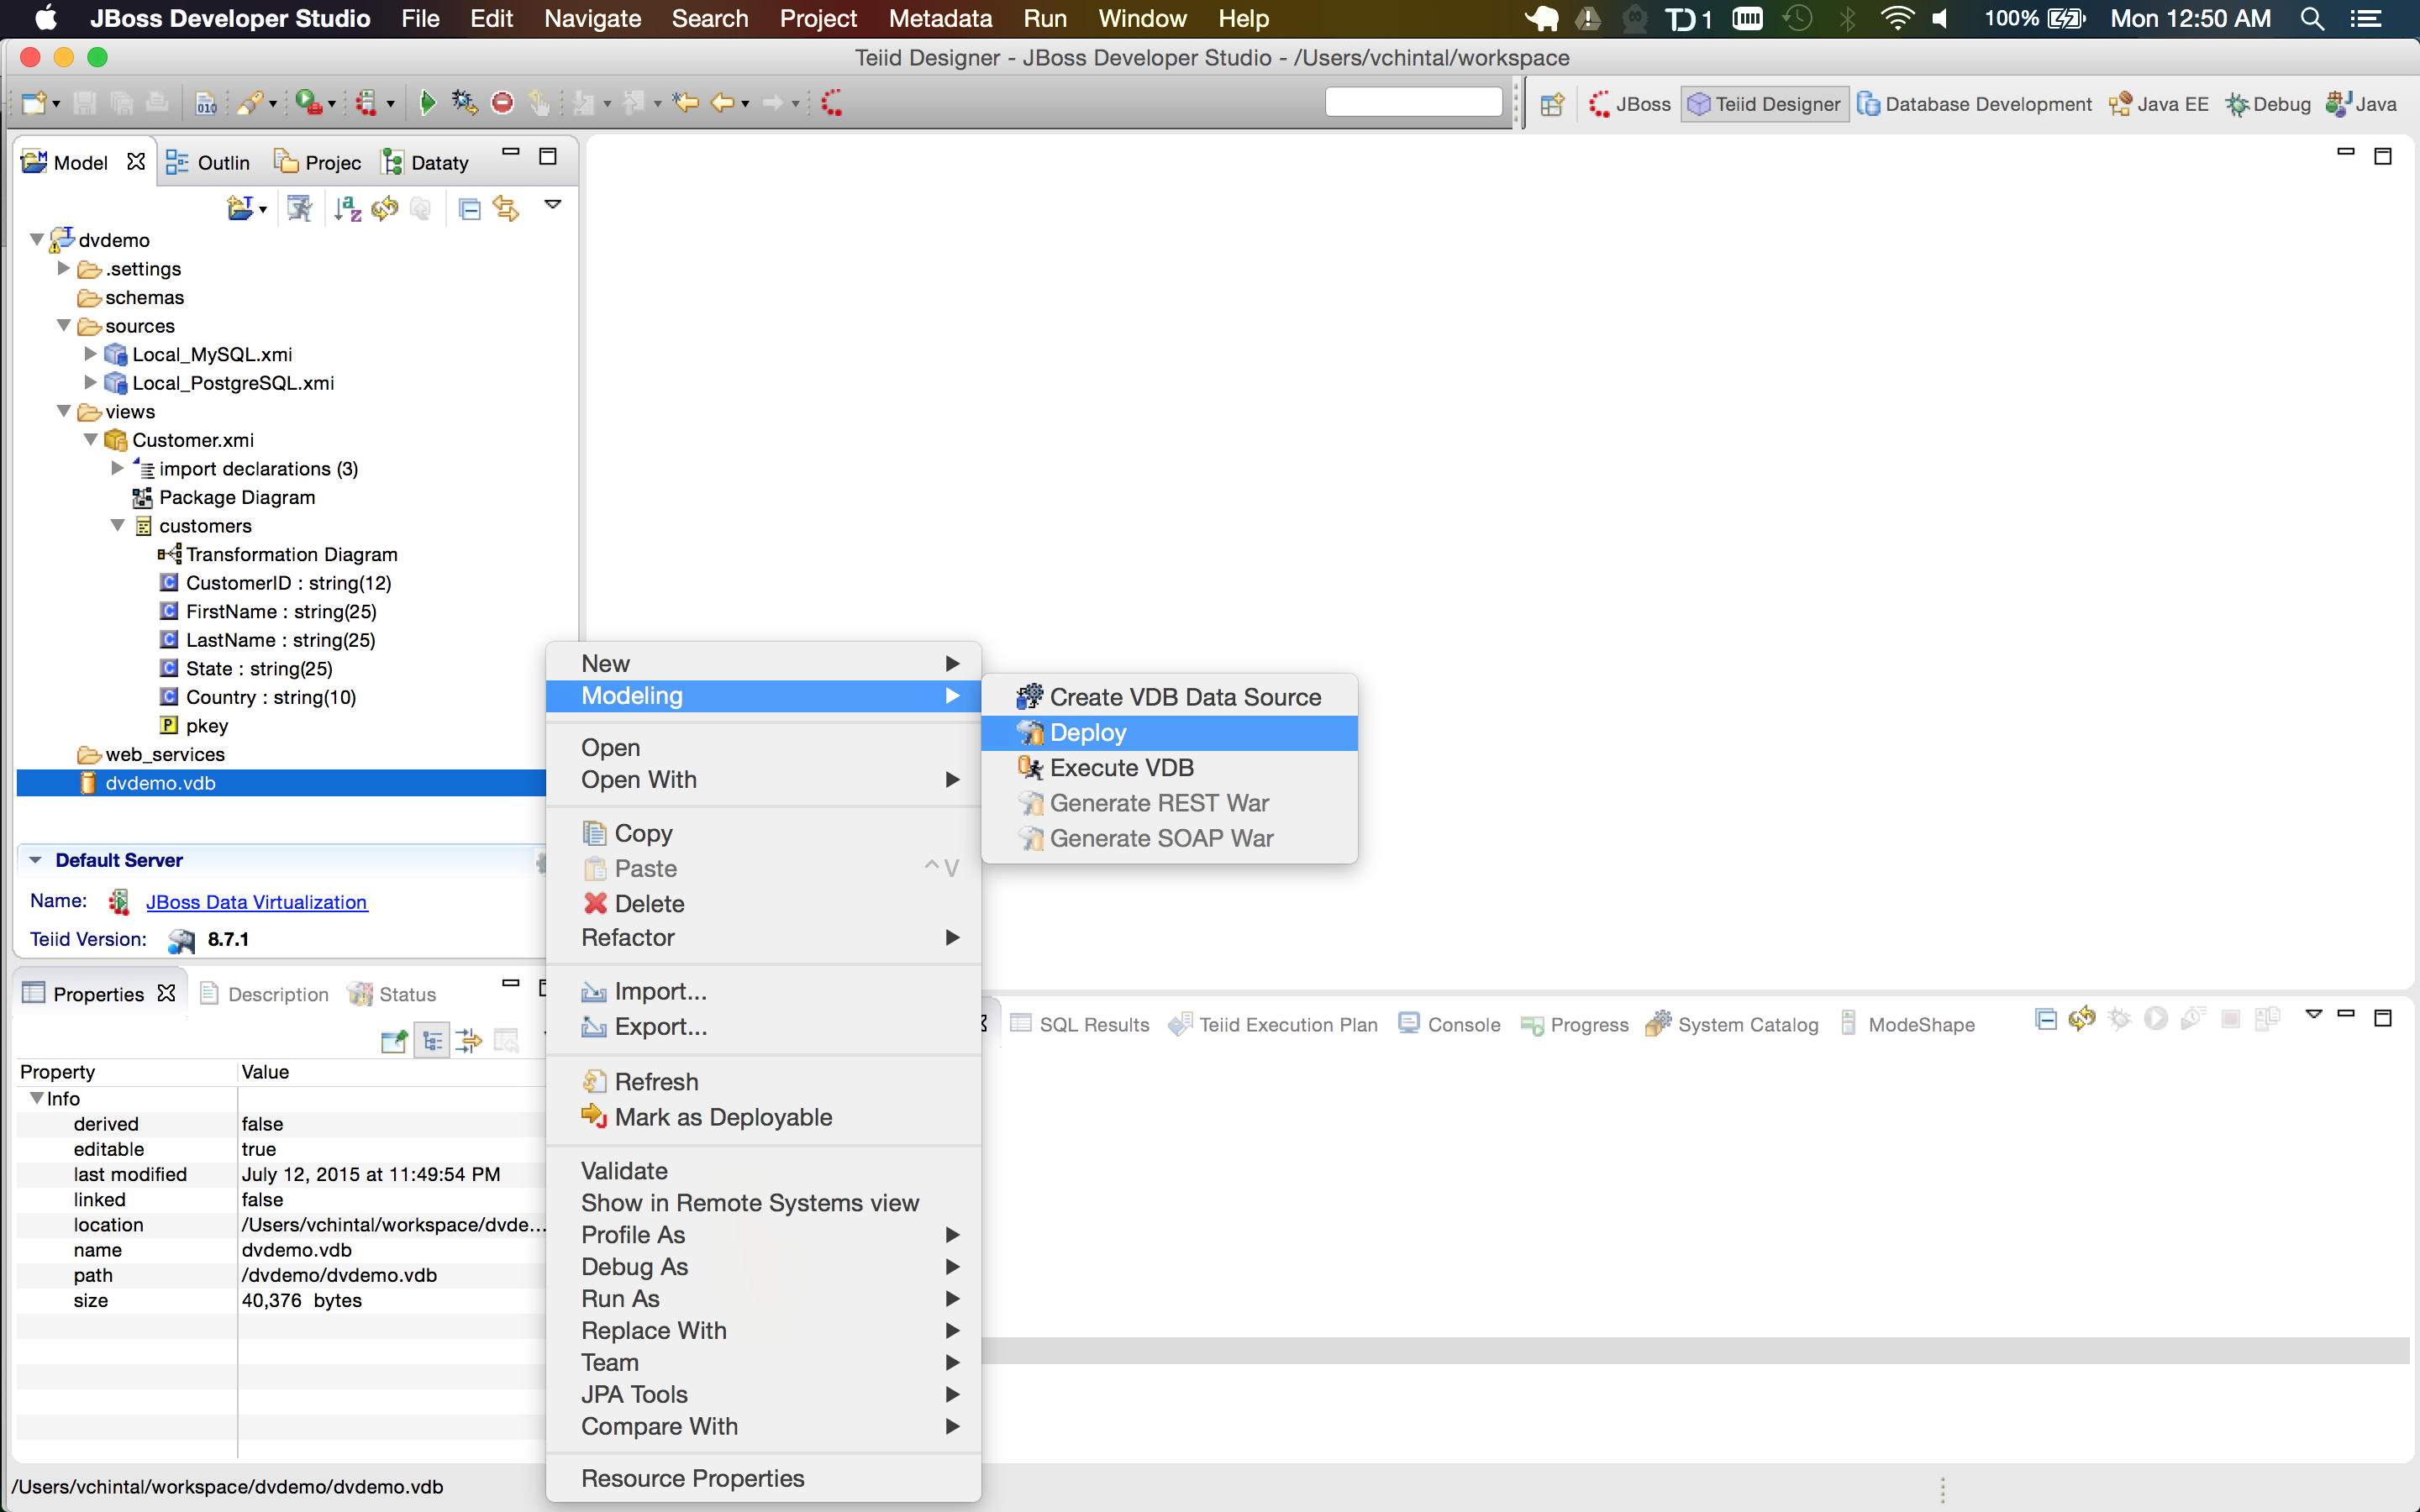 JBoss Developer Studio File Edit Navigate Search Project Metadata Run Window Help 1 100% Mon 12:50 AM
Teiid Designer - JBoss Developer Studio - /Users/vchintal/workspace
JBoss Teiid Designer Database Development Java EE Debug Java
Model Outlin Projec Dataty
dvdemo
.settings
schemas
sources
Local_MySQL.xmi
Local_PostgreSQL.xmi
views
Customer.xmi
import declarations (3)
Package Diagram
customers
Transformation Diagram
CustomerID : string(12)
FirstName : string(25)
LastName : string(25)
State : string(25)
Country : string(10)
pkey
web_services
dvdemo.vdb
Default Server
Name: JBoss Data Virtualization
Teiid Version: 8.7.1
New
Modeling
Open
Open With
Copy
Paste ^V
Delete
Refactor
Import...
Export...
Refresh
Mark as Deployable
Validate
Show in Remote Systems view
Profile As
Debug As
Run As
Replace With
Team
JPA Tools
Compare With
Resource Properties
Create VDB Data Source
Deploy
Execute VDB
Generate REST War
Generate SOAP War
Properties Description Status
Property Value
Info
derived false
editable true
last modified July 12, 2015 at 11:49:54 PM
linked false
location /Users/vchintal/workspace/dvde...
name dvdemo.vdb
path /dvdemo/dvdemo.vdb
size 40,376 bytes
SQL Results Teiid Execution Plan Console Progress System Catalog ModeShape
/Users/vchintal/workspace/dvdemo/dvdemo.vdb